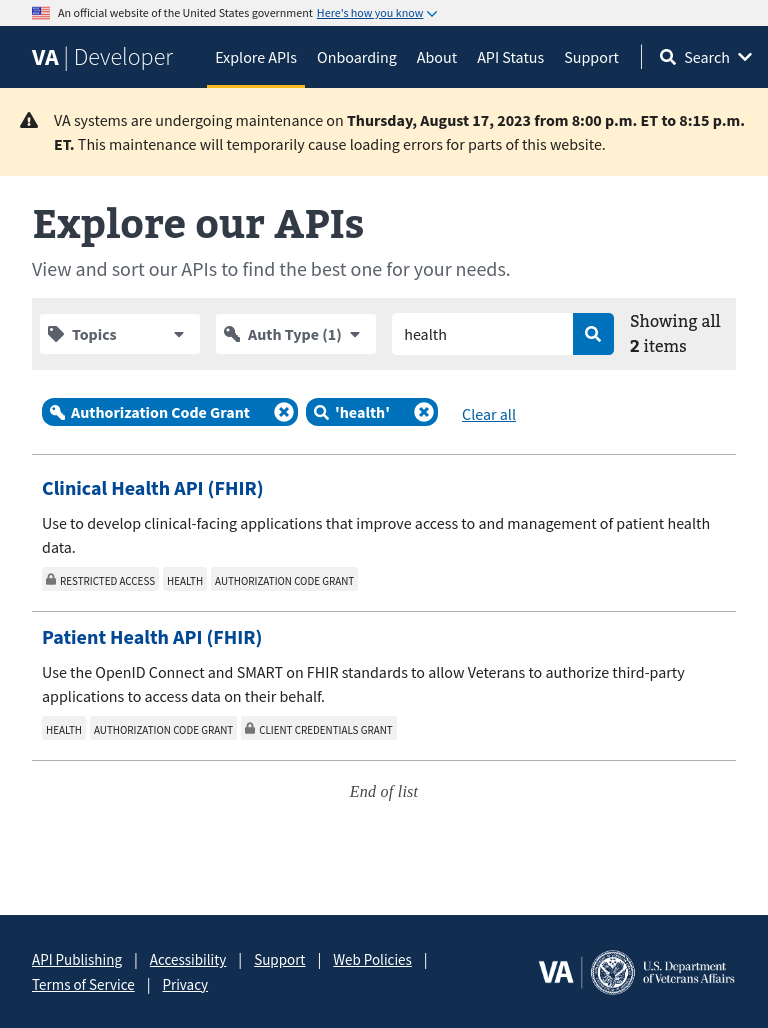 An official website of the United States government Here's how you know
VA | Developer
Explore APIs
Onboarding
About
API Status
Support
Search
VA systems are undergoing maintenance on Thursday, August 17, 2023 from 8:00 p.m. ET to 8:15 p.m.
ET. This maintenance will temporarily cause loading errors for parts of this website.
Explore our APIs
View and sort our APIs to find the best one for your needs.
Topics
Auth Type (1)
health
Showing all
2 items
Authorization Code Grant
'health'
Clear all
Clinical Health API (FHIR)
Use to develop clinical-facing applications that improve access to and management of patient health
data.
RESTRICTED ACCESS
HEALTH
AUTHORIZATION CODE GRANT
Patient Health API (FHIR)
Use the OpenID Connect and SMART on FHIR standards to allow Veterans to authorize third-party
applications to access data on their behalf.
HEALTH
AUTHORIZATION CODE GRANT
CLIENT CREDENTIALS GRANT
End of list
API Publishing | Accessibility | Support | Web Policies |
Terms of Service | Privacy
VA
U.S. Department
of Veterans Affairs